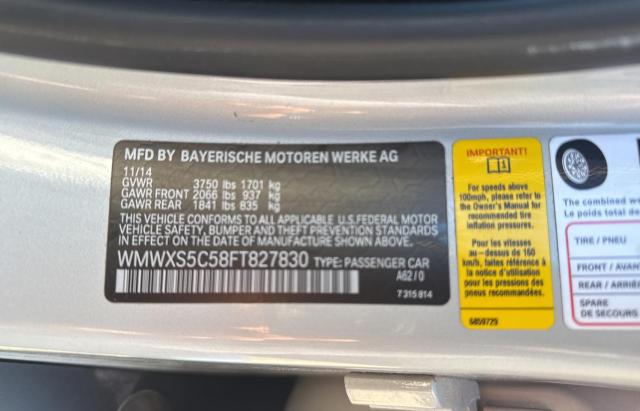 MFD BY BAYERISCHE MOTOREN WERKE AG
11/14
GVWR 3750 lbs 1701 kg
GAWR FRONT 2066 lbs 937 kg
GAWR REAR 1841 lbs 835 kg
THIS VEHICLE CONFORMS TO ALL APPLICABLE U.S.FEDERAL MOTOR
VEHICLE SAFETY, BUMPER AND THEFT PREVENTION STANDARDS
IN EFFECT ON THE DATE OF MANUFACTURE SHOWN ABOVE.
WMWXS5C58FT827830 TYPE: PASSENGER CAR
A62/0
7 315 814
IMPORTANT!
For speeds above
100mph, please refer to
the Owner's Manual for
recommended tire
inflation pressures.
Pour les vitesses
au-dessus de 160
km/h, faites référence à
la notice d'utilisation
pour les pressions de
pneu recommendées.
6859729
The combined w
Le poids total de
TIRE / PNEU
FRONT / AVAN
REAR / ARRIÈR
SPARE
DE SECOURS